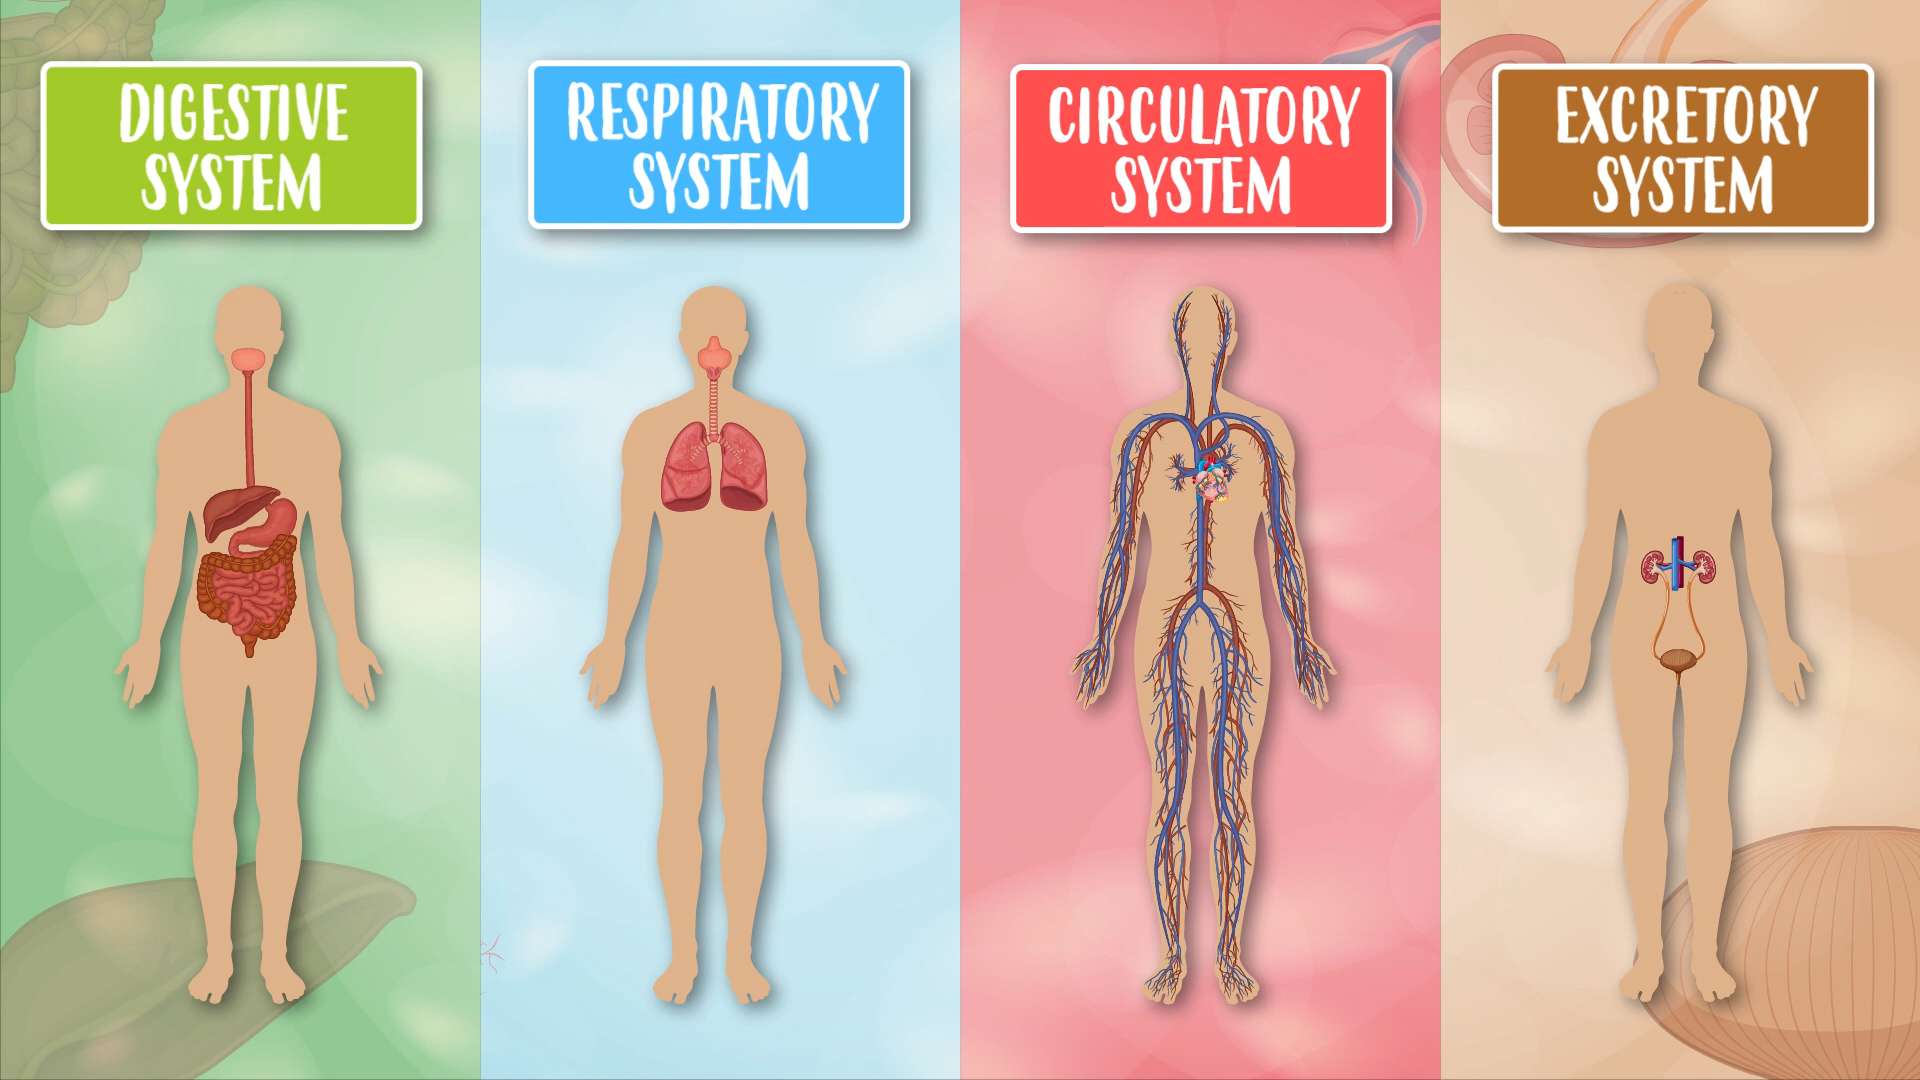 DIGESTIVE
SYSTEM
RESPIRATORY
SYSTEM
CIRCULATORY
SYSTEM
EXCRETORY
SYSTEM